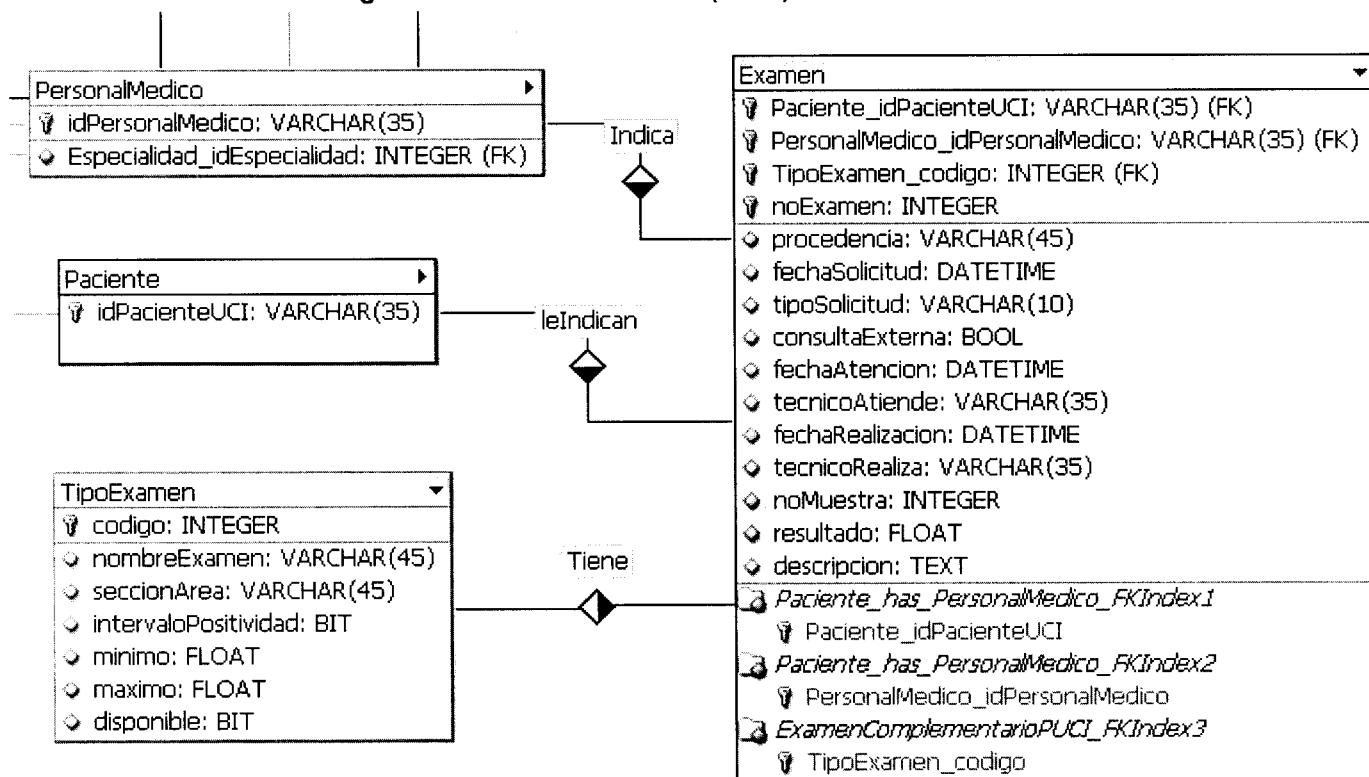 PersonalMedico
idPersonalMedico: VARCHAR(35)
Especialidad_idEspecialidad: INTEGER (FK)
Indica
Paciente
idPacienteUCI: VARCHAR(35)
leIndican
TipoExamen
codigo: INTEGER
nombreExamen: VARCHAR(45)
seccionArea: VARCHAR(45)
intervaloPositividad: BIT
minimo: FLOAT
maximo: FLOAT
disponible: BIT
Tiene
Examen
Paciente_idPacienteUCI: VARCHAR(35) (FK)
PersonalMedico_idPersonalMedico: VARCHAR(35) (FK)
TipoExamen_codigo: INTEGER (FK)
noExamen: INTEGER
procedencia: VARCHAR(45)
fechaSolicitud: DATETIME
tipoSolicitud: VARCHAR(10)
consultaExterna: BOOL
fechaAtencion: DATETIME
tecnicoAtiende: VARCHAR(35)
fechaRealizacion: DATETIME
tecnicoRealiza: VARCHAR(35)
noMuestra: INTEGER
resultado: FLOAT
descripcion: TEXT
Paciente_has_PersonalMedico_FKIndex1
Paciente_idPacienteUCI
Paciente_has_PersonalMedico_FKIndex2
PersonalMedico_idPersonalMedico
ExamenComplementarioPUCI_FKIndex3
TipoExamen_codigo